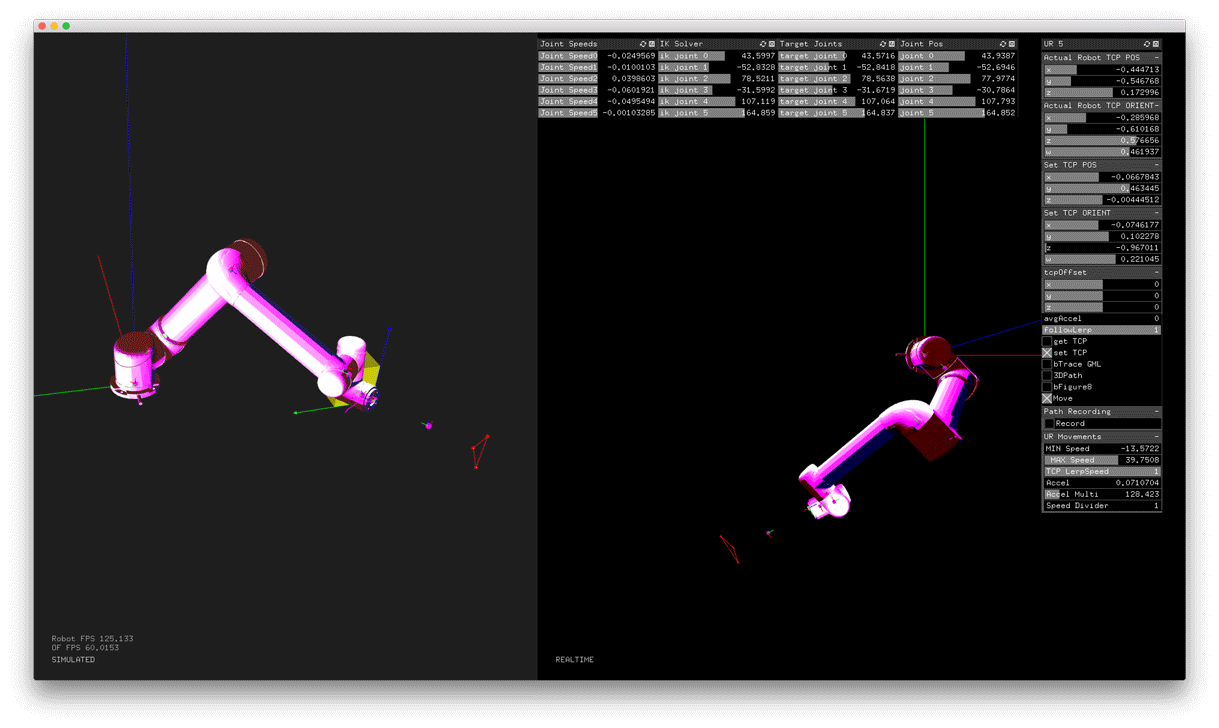 Joint Speeds
Joint Speed0 -0.0249569
Joint Speed1 -0.0100103
Joint Speed2 0.0398603
Joint Speed3 -0.0601921
Joint Speed4 -0.0495494
Joint Speed5 -0.00103285
IK Solver
ik joint 0 43.5997
ik joint 1 -52.8328
ik joint 2 78.5211
ik joint 3 -31.5992
ik joint 4 107.119
ik joint 5 164.859
Target Joints
target joint 0 43.5716
target joint 1 -52.8418
target joint 2 78.5638
target joint 3 -31.6719
target joint 4 107.064
target joint 5 164.837
Joint Pos
joint 0 43.9387
joint 1 -52.6946
joint 2 77.9774
joint 3 -30.7864
joint 4 107.793
joint 5 164.852
UR 5
Actual Robot TCP POS -
x -0.444713
y -0.546768
z 0.172996
Actual Robot TCP ORIENT-
x -0.285968
y -0.610168
z 0.576656
w 0.461937
Set TCP POS -
x -0.0667843
y 0.463445
z -0.00444512
Set TCP ORIENT -
x -0.0746177
y 0.102278
z -0.967011
w 0.221045
tcpOffset -
x 0
y 0
z 0
avgAccel 0
followLerp 1
get TCP
set TCP
bTrace GML
3DPath
bFigure8
Move
Path Recording -
Record
UR Movements -
MIN Speed -13.5722
MAX Speed 39.7508
TCP LerpSpeed 1
Accel 0.0710704
Accel Multi 128.423
Speed Divider 1
Robot FPS 125.133
OF FPS 60.0153
SIMULATED
REALTIME